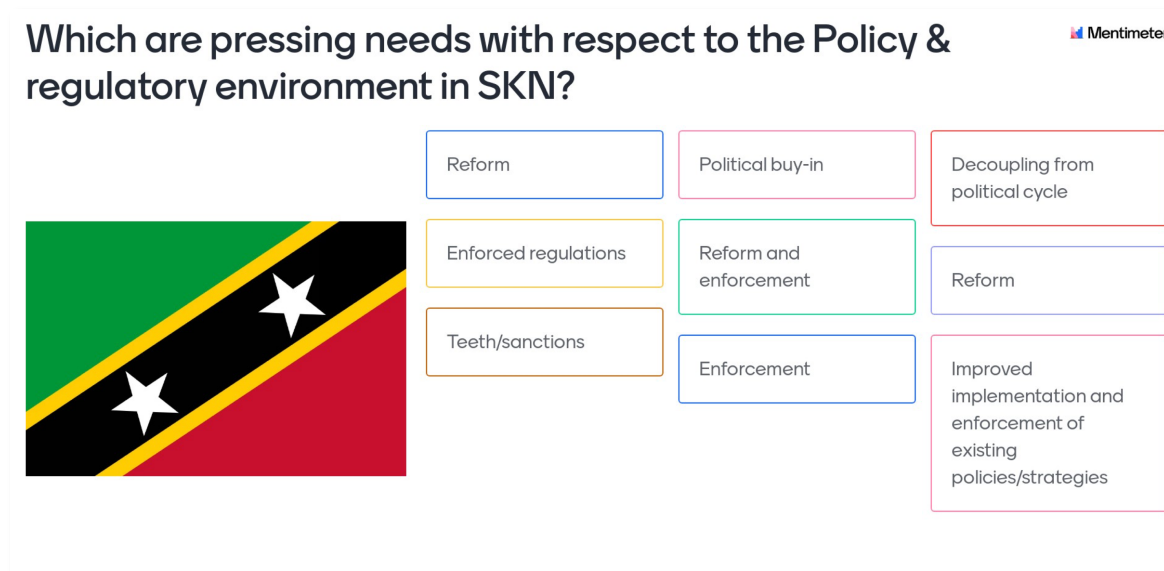 Which are pressing needs with respect to the Policy &
regulatory environment in SKN?
Mentimeter
Reform
Enforced regulations
Teeth/sanctions
Political buy-in
Reform and
enforcement
Enforcement
Decoupling from
political cycle
Reform
Improved
implementation and
enforcement of
existing
policies/strategies